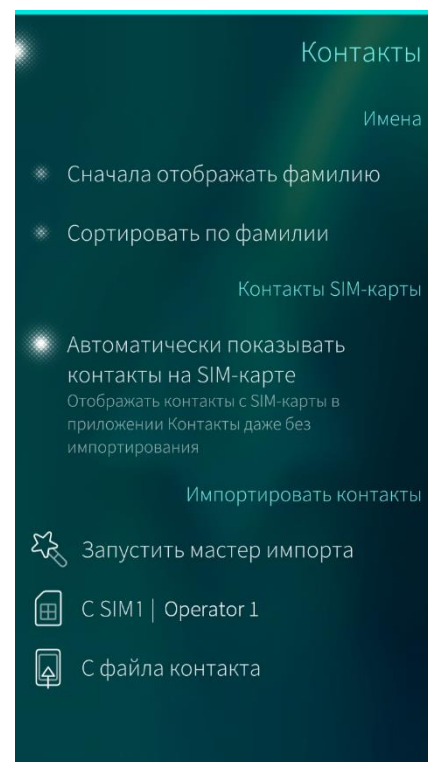 Контакты
Имена
Сначала отображать фамилию
Сортировать по фамилии
Контакты SIM-карты
Автоматически показывать
контакты на SIM-карте
Отображать контакты с SIM-карты в
приложении Контакты даже без
импортирования
Импортировать контакты
Запустить мастер импорта
С SIM1 | Operator 1
С файла контакта